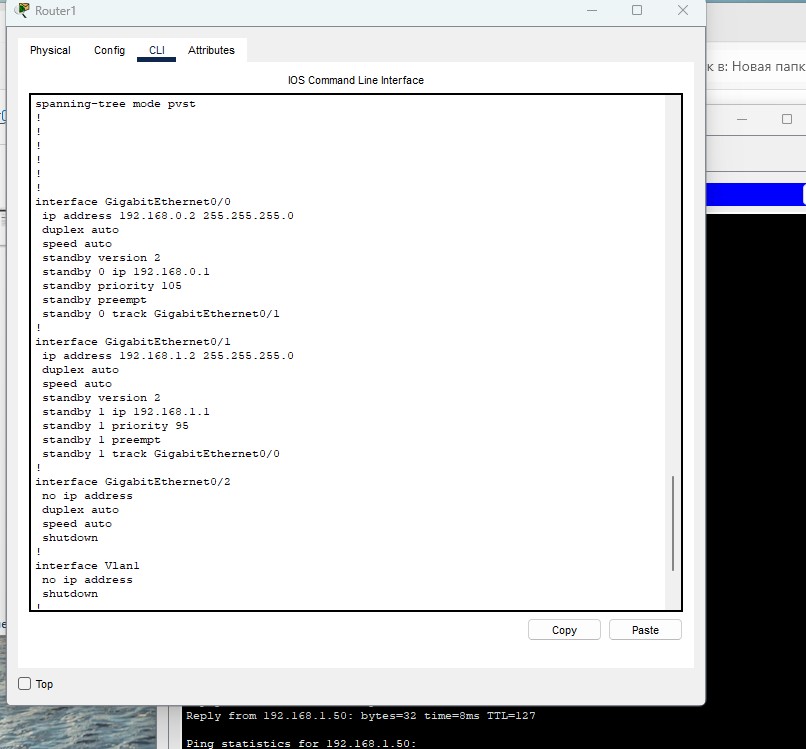 Router1
Physical Config CLI Attributes
IOS Command Line Interface
к в: Новая папк
spanning-tree mode pvst
!
!
!
!
!
!
interface GigabitEthernet0/0
ip address 192.168.0.2 255.255.255.0
duplex auto
speed auto
standby version 2
standby 0 ip 192.168.0.1
standby priority 105
standby preempt
standby 0 track GigabitEthernet0/1
!
interface GigabitEthernet0/1
ip address 192.168.1.2 255.255.255.0
duplex auto
speed auto
standby version 2
standby 1 ip 192.168.1.1
standby 1 priority 95
standby 1 preempt
standby 1 track GigabitEthernet0/0
!
interface GigabitEthernet0/2
no ip address
duplex auto
speed auto
shutdown
!
interface Vlan1
no ip address
shutdown
!
Copy Paste
Top
Reply from 192.168.1.50: bytes=32 time=8ms TTL=127
Ping statistics for 192.168.1.50: